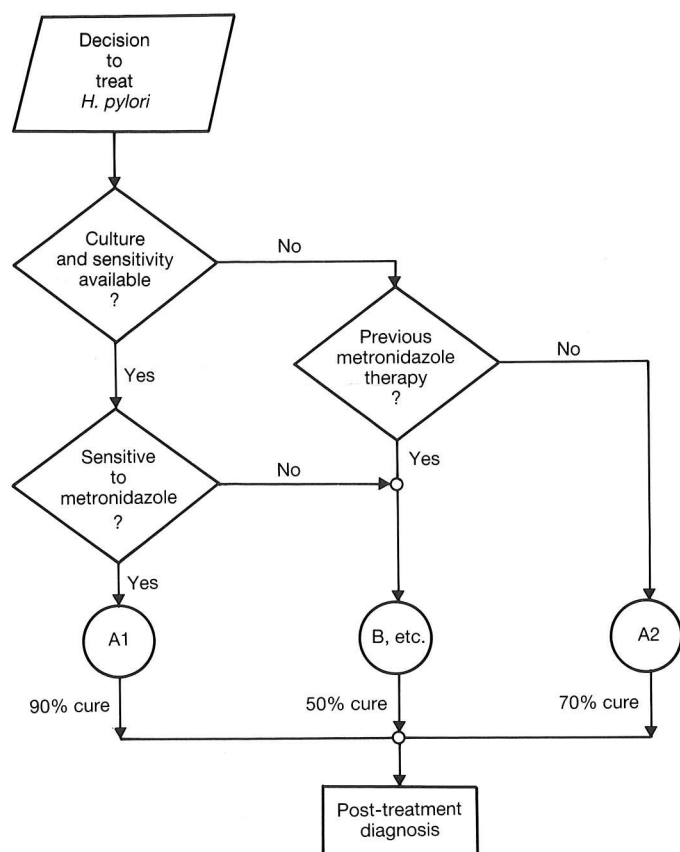 Decision
to
treat
H. pylori
Culture
and sensitivity
available
?
No
Previous
metronidazole
therapy
?
No
Yes
Sensitive
to
metronidazole
?
No
Yes
Yes
A1
B, etc.
A2
90% cure
50% cure
70% cure
Post-treatment
diagnosis